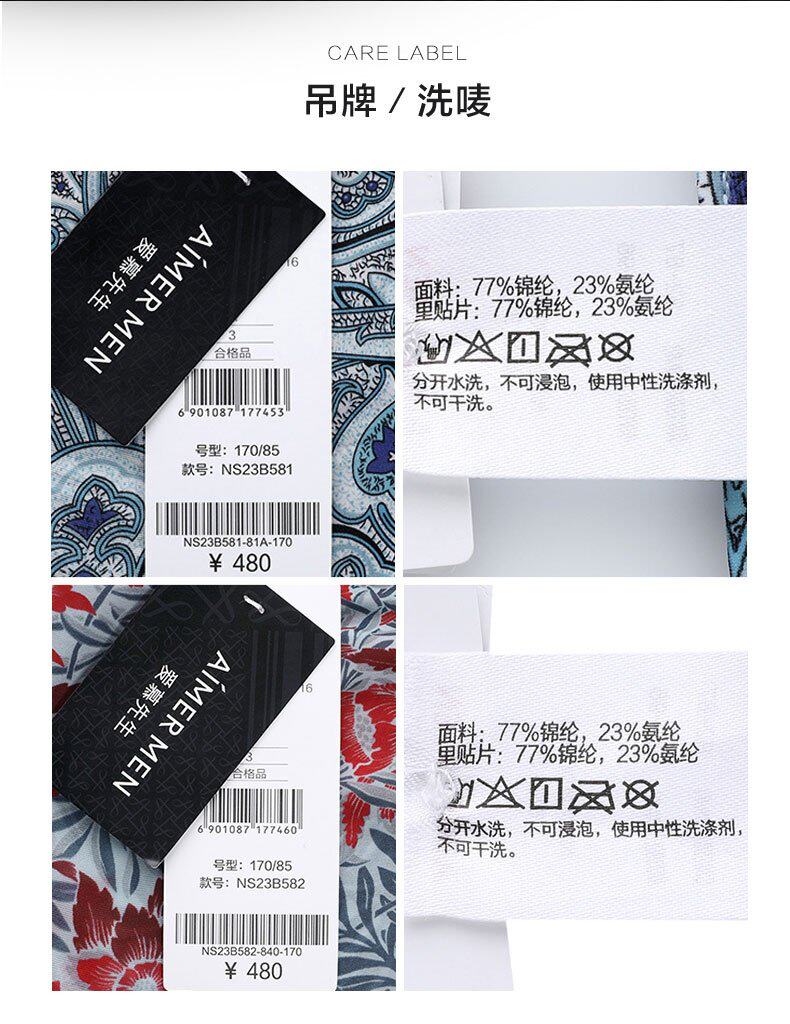 CARE LABEL
吊牌 / 洗唛
AIMER MEN
爱慕先生
16
3
合格品
6 901087 177453
号型：170/85
款号：NS23B581
NS23B581-81A-170
¥ 480
面料：77%锦纶，23%氨纶
里贴片：77%锦纶，23%氨纶
分开水洗，不可浸泡，使用中性洗涤剂，
不可干洗。
AIMER MEN
爱慕先生
16
3
合格品
6 901087 177460
号型：170/85
款号：NS23B582
NS23B582-840-170
¥ 480
面料：77%锦纶，23%氨纶
里贴片：77%锦纶，23%氨纶
分开水洗，不可浸泡，使用中性洗涤剂，
不可干洗。